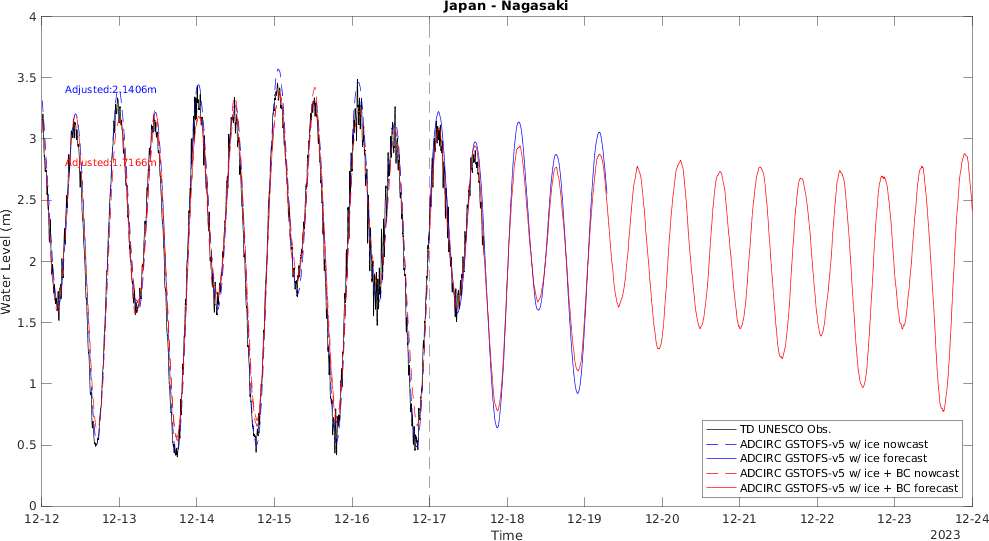 Japan - Nagasaki
4
3.5
3
2.5
2
1.5
1
0.5
0
Water Level (m)
Adjusted:2.1406m
Adjusted:1.7166m
TD UNESCO Obs.
ADCIRC GSTOFS-v5 w/ ice nowcast
ADCIRC GSTOFS-v5 w/ ice forecast
ADCIRC GSTOFS-v5 w/ ice + BC nowcast
ADCIRC GSTOFS-v5 w/ ice + BC forecast
12-12 12-13 12-14 12-15 12-16 12-17 12-18 12-19 12-20 12-21 12-22 12-23 12-24
Time
2023